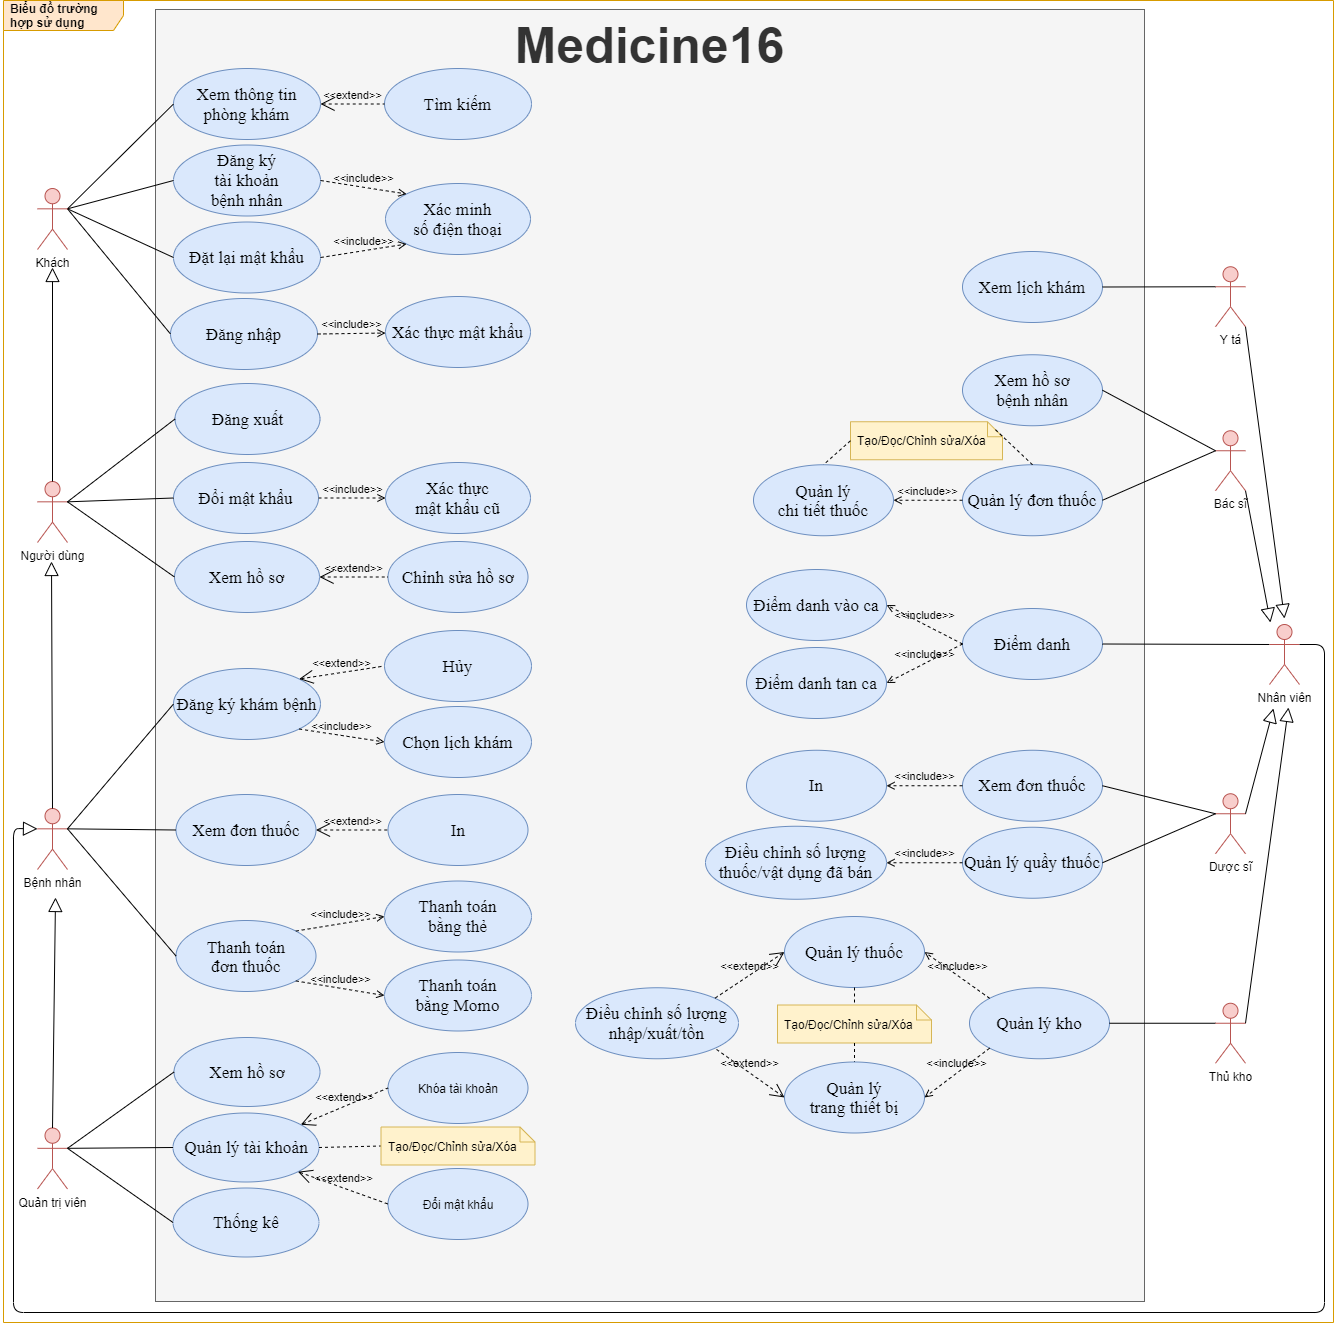 Biểu đồ trường
hợp sử dụng
Medicine16
Xem thông tin
phòng khám
<<extend>>
Tìm kiếm
Đăng ký
tài khoản
bệnh nhân
<<include>>
Xác minh
số điện thoại
Đặt lại mật khẩu
<<include>>
Khách
Đăng nhập
<<include>>
Xác thực mật khẩu
Đăng xuất
Đổi mật khẩu
<<include>>
Xác thực
mật khẩu cũ
Người dùng
Xem hồ sơ
<<extend>>
Chỉnh sửa hồ sơ
<<extend>>
Hủy
Đăng ký khám bệnh
<<include>>
Chọn lịch khám
Xem đơn thuốc
<<extend>>
In
Bệnh nhân
<<include>>
Thanh toán
bằng thẻ
Thanh toán
đơn thuốc
<<include>>
Thanh toán
bằng Momo
Xem hồ sơ
<<extend>>
Khóa tài khoản
Quản lý tài khoản
Tạo/Đọc/Chỉnh sửa/Xóa
<<extend>>
Đổi mật khẩu
Quản trị viên
Thống kê
Xem lịch khám
Y tá
Xem hồ sơ
bệnh nhân
Tạo/Đọc/Chỉnh sửa/Xóa
Quản lý
chi tiết thuốc
<<include>>
Quản lý đơn thuốc
Bác sĩ
Điểm danh vào ca
<<include>>
Điểm danh
<<include>>
Điểm danh tan ca
Nhân viên
In
<<include>>
Xem đơn thuốc
Điều chỉnh số lượng
thuốc/vật dụng đã bán
<<include>>
Quản lý quầy thuốc
Dược sĩ
Quản lý thuốc
<<extend>>
<<include>>
Điều chỉnh số lượng
nhập/xuất/tồn
Tạo/Đọc/Chỉnh sửa/Xóa
Quản lý kho
<<extend>>
<<include>>
Quản lý
trang thiết bị
Thủ kho